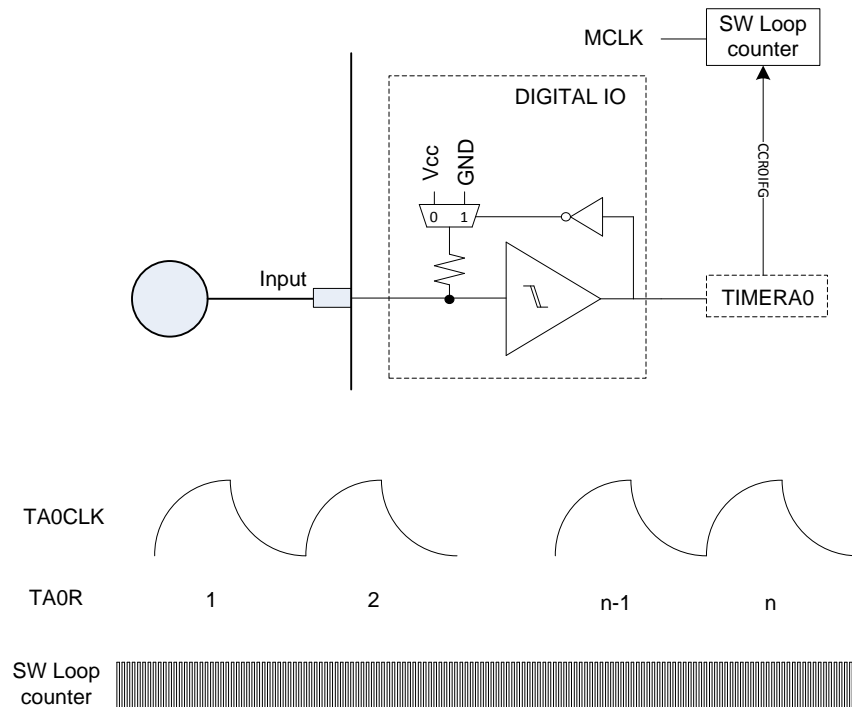 MCLK
SW Loop
counter
DIGITAL IO
Vcc
GND
0 1
CCR0IFG
Input
TIMERA0
TA0CLK
TA0R
1 2 n-1 n
SW Loop
counter